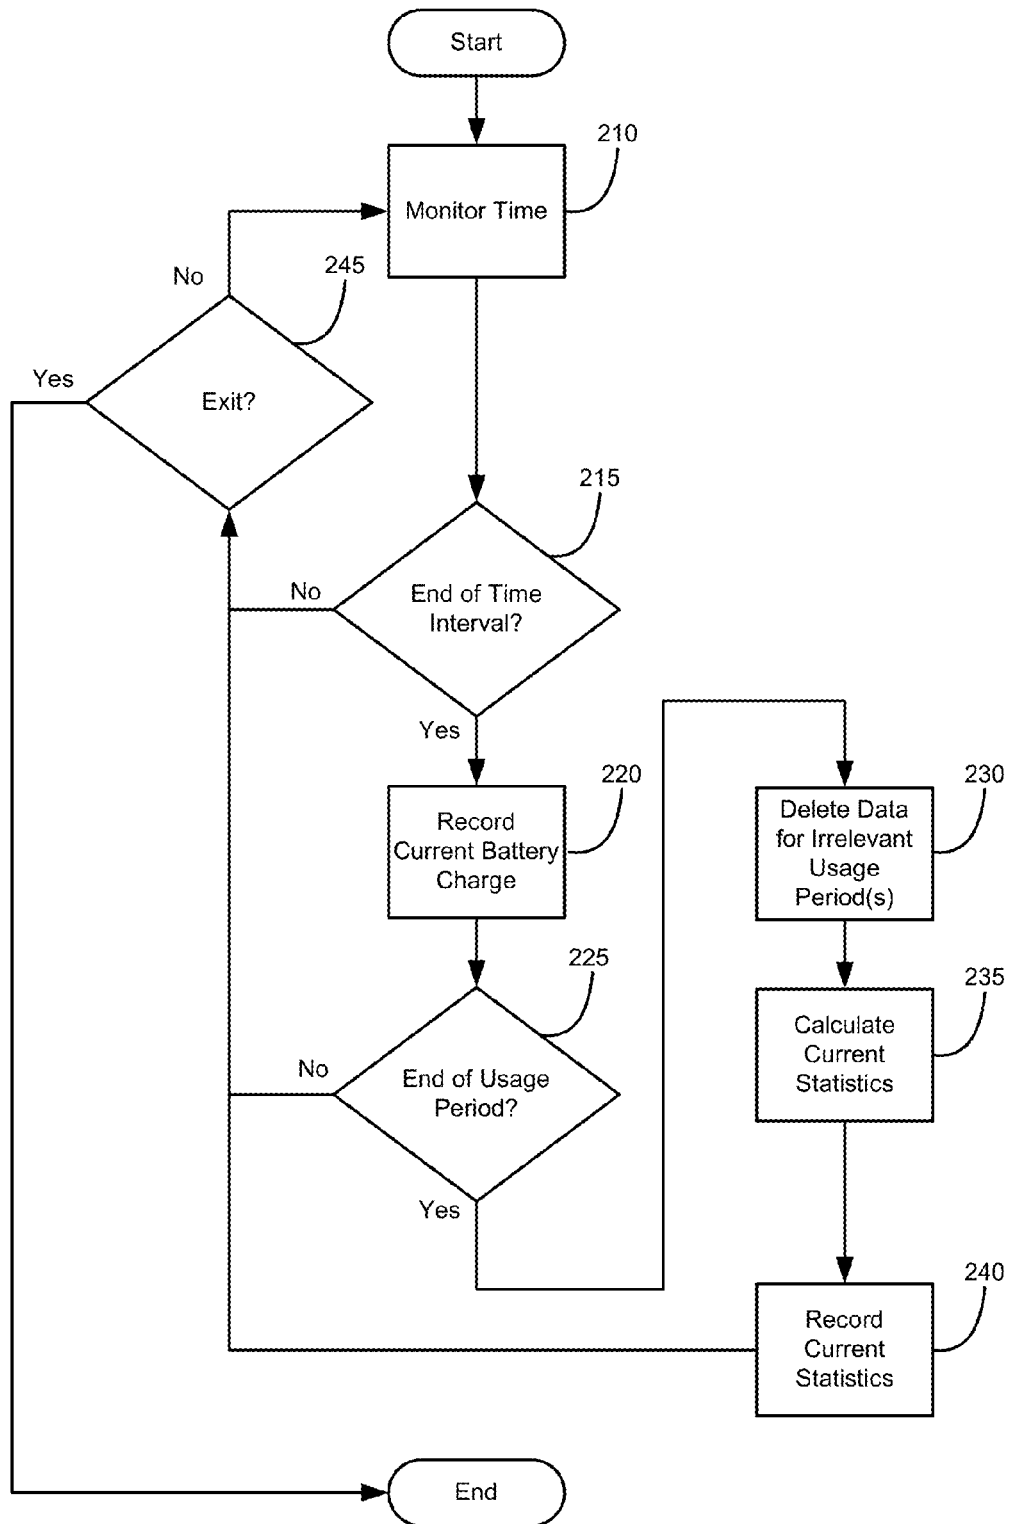 Start
210
Monitor Time
245
No
Yes
Exit?
215
End of Time
Interval?
No
Yes
220
Record
Current Battery
Charge
230
Delete Data
for Irrelevant
Usage
Period(s)
225
End of Usage
Period?
No
Yes
235
Calculate
Current
Statistics
240
Record
Current
Statistics
End